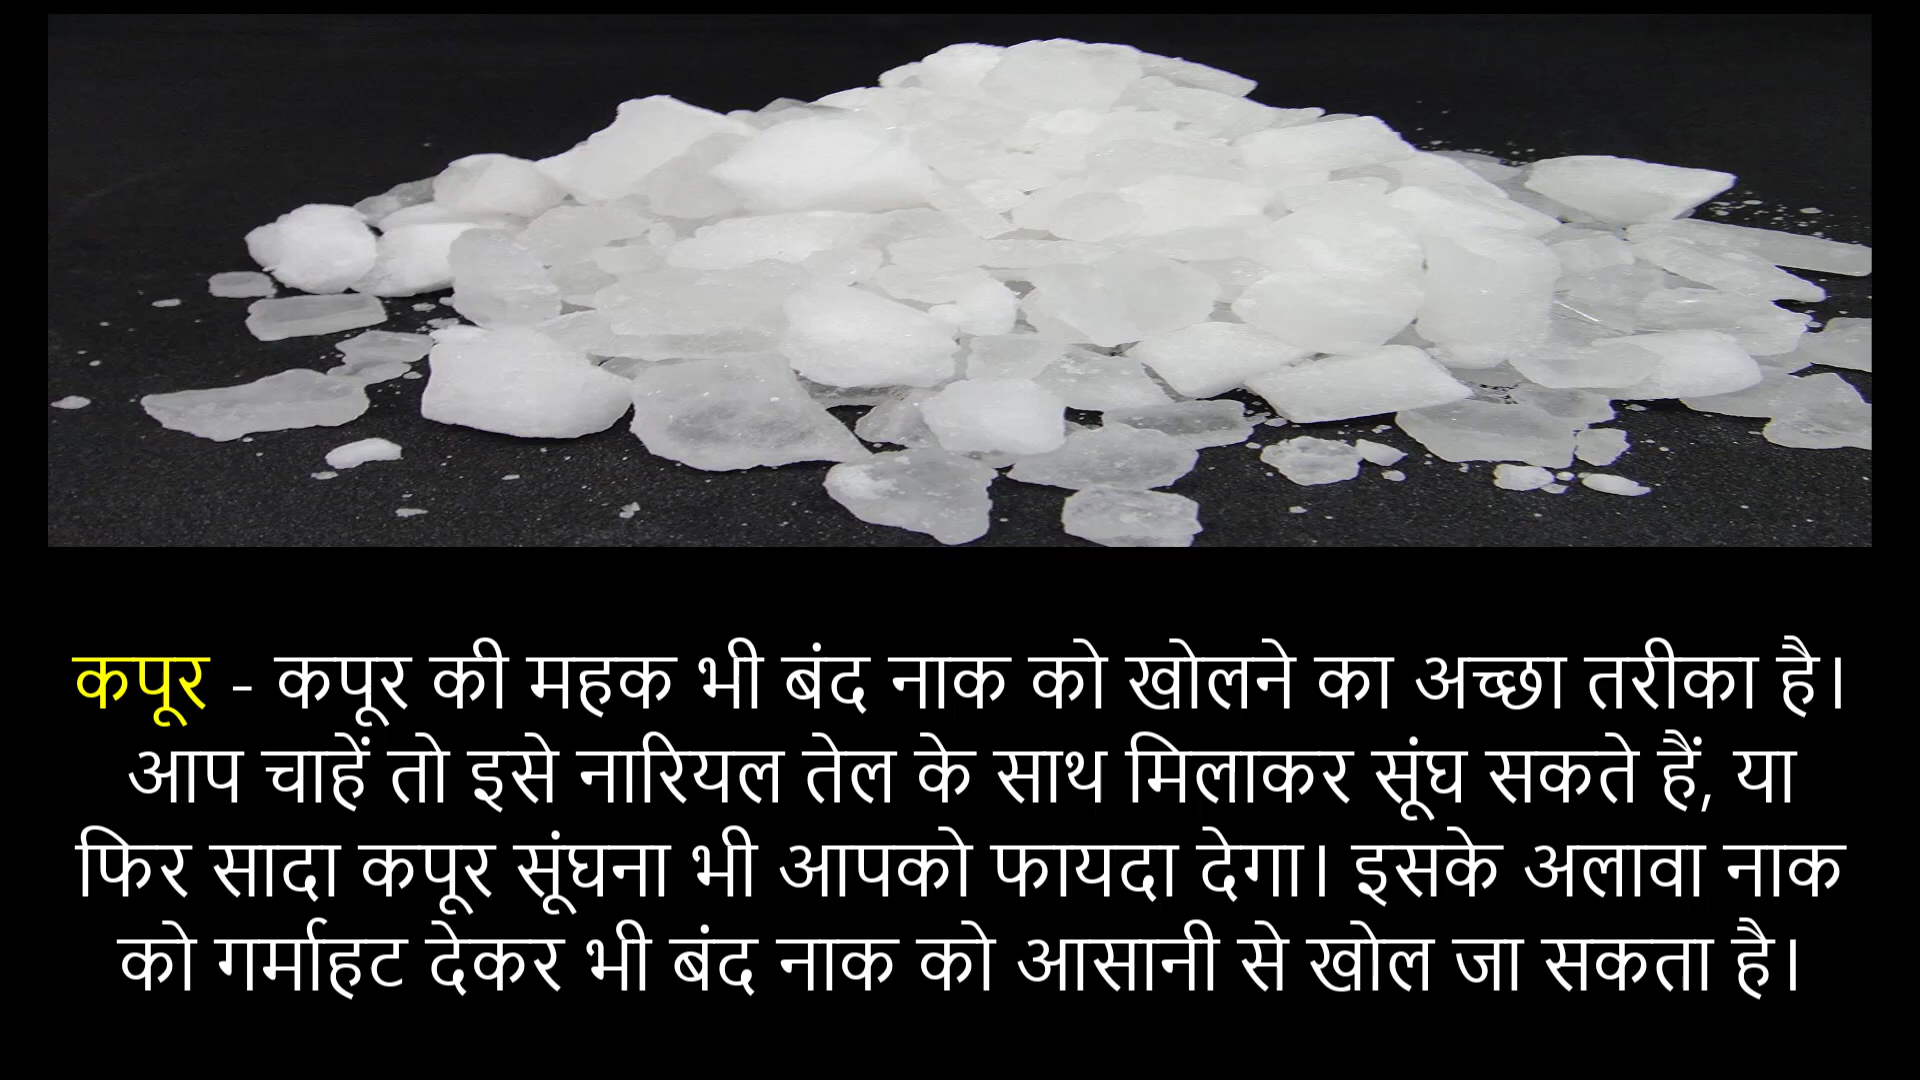 कपूर - कपूर की महक भी बंद नाक को खोलने का अच्छा तरीका है।
आप चाहें तो इसे नारियल तेल के साथ मिलाकर सूंघ सकते हैं, या
फिर सादा कपूर सूंघना भी आपको फायदा देगा। इसके अलावा नाक
को गर्माहट देकर भी बंद नाक को आसानी से खोल जा सकता है।